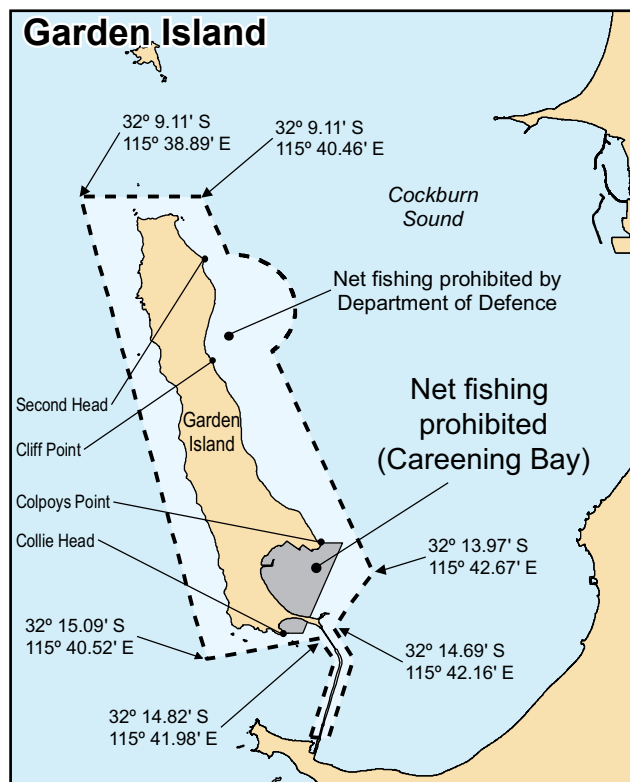 Garden Island
32º 9.11' S
115º 38.89' E
32º 9.11' S
115º 40.46' E
Cockburn
Sound
Net fishing prohibited by
Department of Defence
Net fishing
prohibited
(Careening Bay)
Second Head
Cliff Point
Garden
Island
Colpoys Point
Collie Head
32º 13.97' S
115º 42.67' E
32º 15.09' S
115º 40.52' E
32º 14.69' S
115º 42.16' E
32º 14.82' S
115º 41.98' E